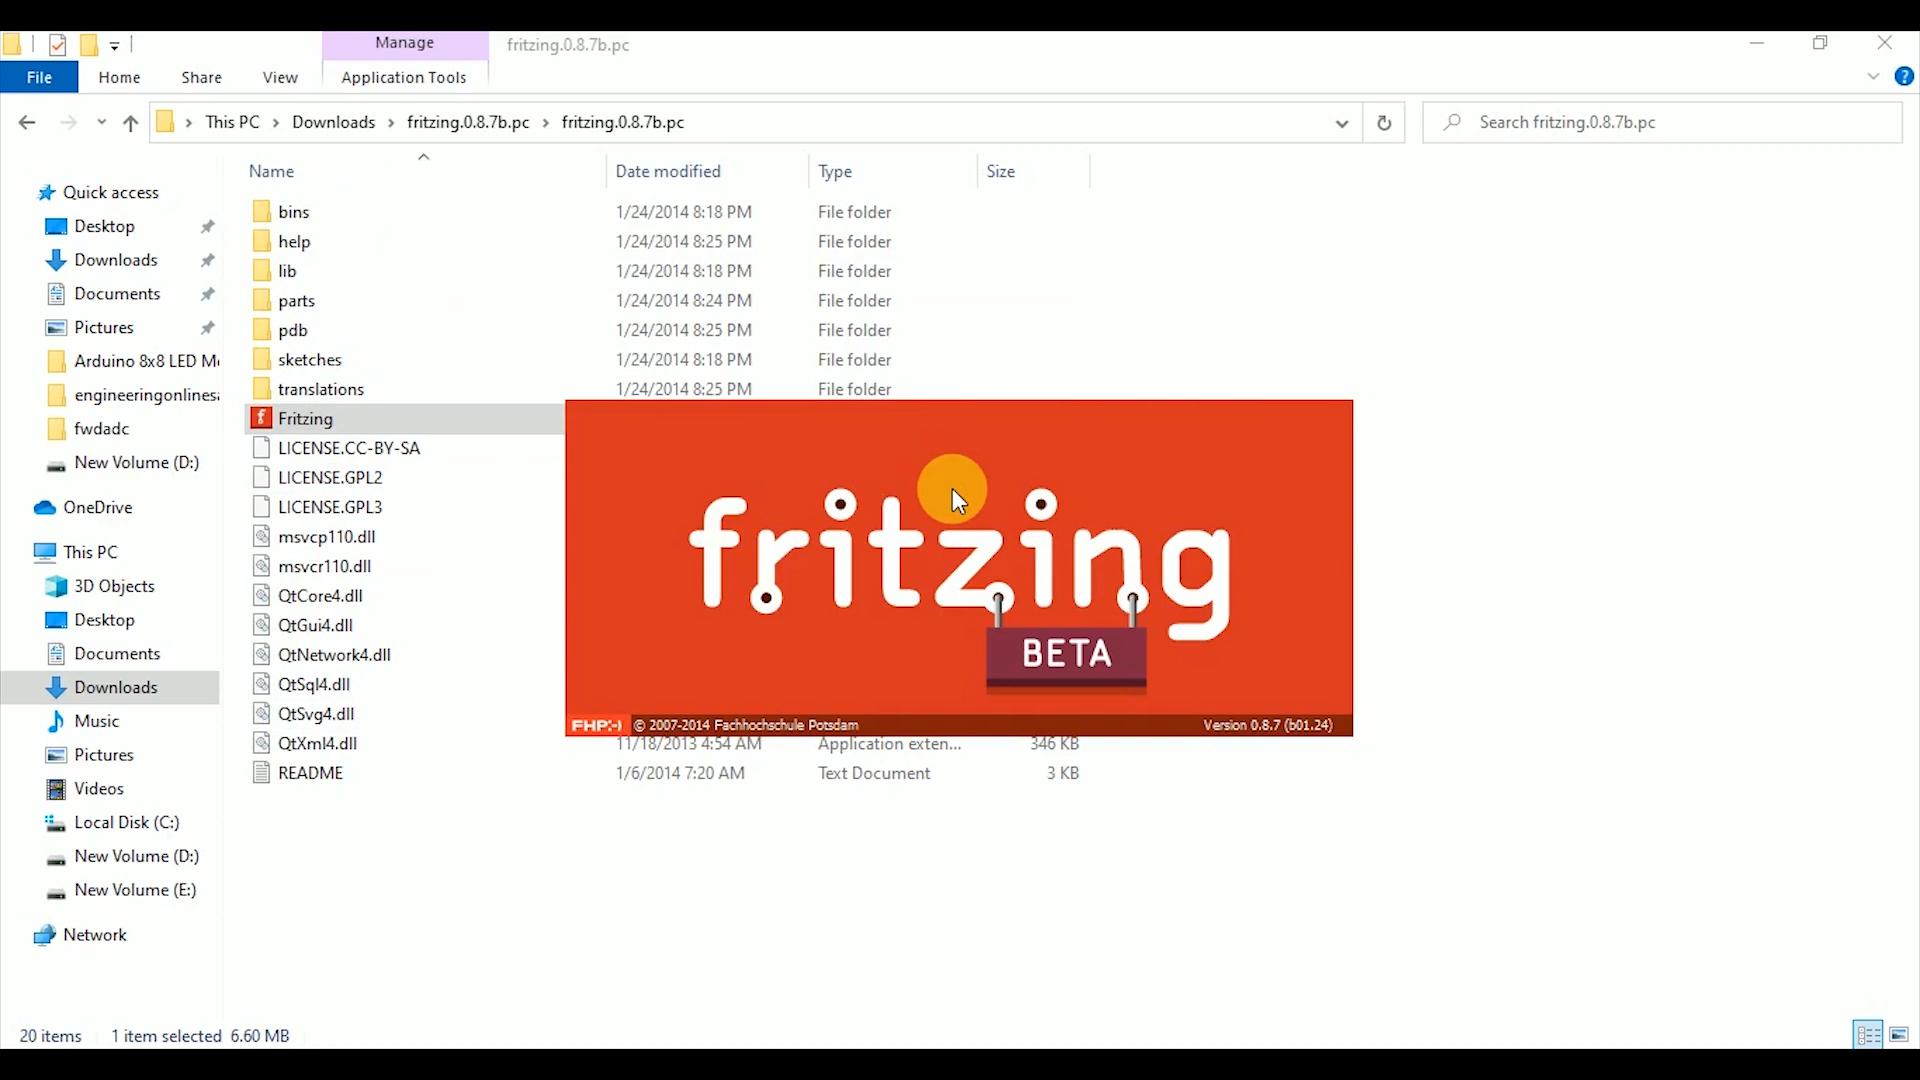 Manage
fritzing.0.8.7b.pc
File
Home
Share
View
Application Tools
This PC
Downloads
fritzing.0.8.7b.pc
fritzing.0.8.7b.pc
Search fritzing.0.8.7b.pc
Name
Date modified
Type
Size
Quick access
Desktop
Downloads
Documents
Pictures
Arduino 8x8 LED M
engineeringonlines
fwdadc
New Volume (D:)
OneDrive
This PC
3D Objects
Desktop
Documents
Downloads
Music
Pictures
Videos
Local Disk (C:)
New Volume (D:)
New Volume (E:)
Network
bins 1/24/2014 8:18 PM File folder
help 1/24/2014 8:25 PM File folder
lib 1/24/2014 8:18 PM File folder
parts 1/24/2014 8:24 PM File folder
pdb 1/24/2014 8:25 PM File folder
sketches 1/24/2014 8:18 PM File folder
translations 1/24/2014 8:25 PM File folder
Fritzing
LICENSE.CC-BY-SA
LICENSE.GPL2
LICENSE.GPL3
msvcp110.dll
msvcr110.dll
QtCore4.dll
QtGui4.dll
QtNetwork4.dll
QtSql4.dll
QtSvg4.dll
QtXml4.dll 11/18/2013 4:54 AM Application exten... 346 KB
README 1/6/2014 7:20 AM Text Document 3 KB
fritzing
BETA
FHP:-) © 2007-2014 Fachhochschule Potsdam
Version 0.8.7 (b01.24)
20 items
1 item selected 6.60 MB